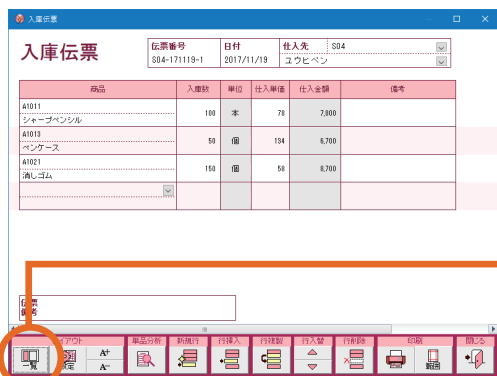 入庫伝票
入庫伝票
伝票番号 日付 仕入先 S04
S04-171119-1 2017/11/19 ユウヒペン
商品 入庫数 単位 仕入単価 仕入金額 備考
A1011
シャープペンシル 100 本 78 7,800
A1013
ペンケース 50 個 134 6,700
A1021
消しゴム 150 個 58 8,700
伝票
備考
単品分析 新規行 行挿入 行複製 行入替 行削除 印刷 閉じる
一覧 設定 A+ 範囲
A-